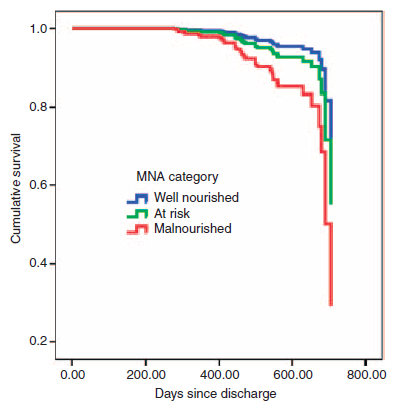 Cumulative survival
1.0
0.8
0.6
0.4
0.2
MNA category
Well nourished
At risk
Malnourished
0.00 200.00 400.00 600.00 800.00
Days since discharge